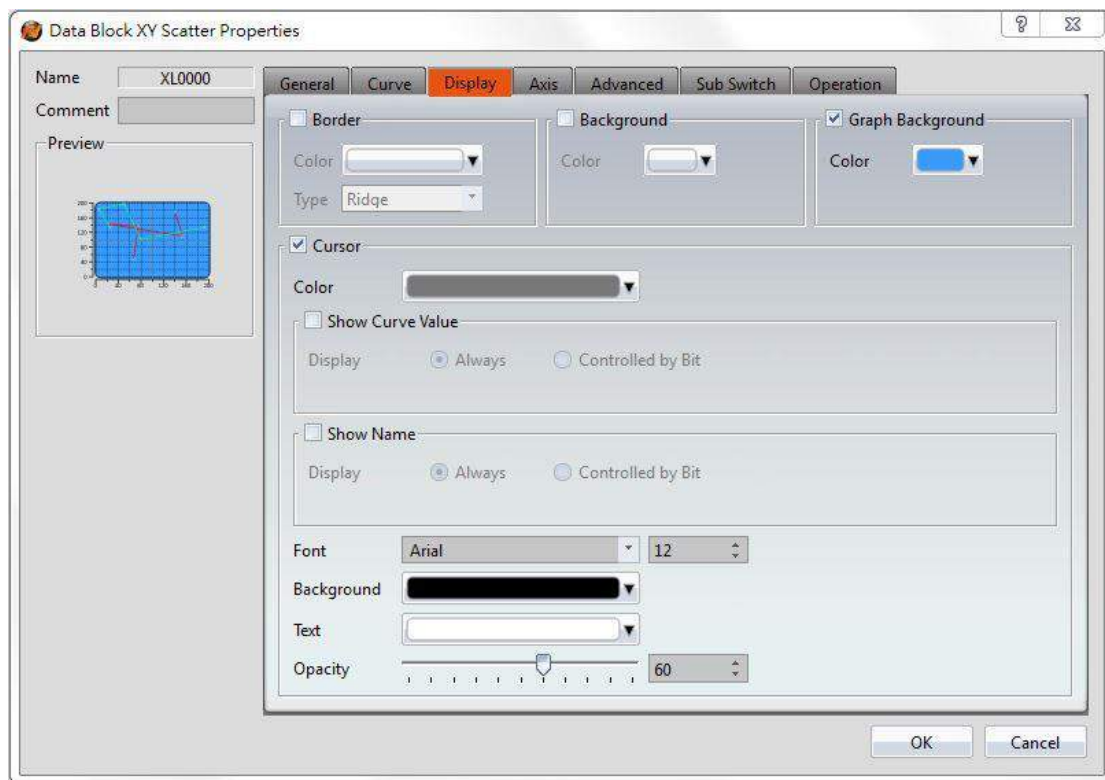 Data Block XY Scatter Properties
Name XL0000
Comment
Preview
General Curve Display Axis Advanced Sub Switch Operation
Border Background Graph Background
Color Color Color
Type Ridge
Cursor
Color
Show Curve Value
Display Always Controlled by Bit
Show Name
Display Always Controlled by Bit
Font Arial 12
Background
Text
Opacity 60
OK Cancel